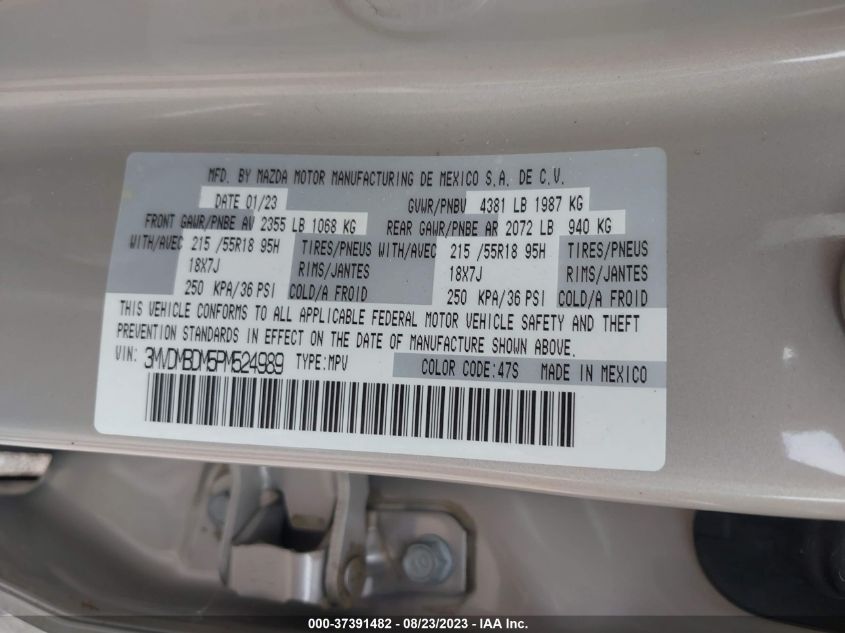 MFD. BY MAZDA MOTOR MANUFACTURING DE MEXICO S.A. DE C.V.
DATE 01/23 GVWR/PNBV 4381 LB 1987 KG
FRONT GAWR/PNBE AV 2355 LB 1068 KG REAR GAWR/PNBE AR 2072 LB 940 KG
WITH/AVEC 215 /55R18 95H TIRES/PNEUS WITH/AVEC 215 /55R18 95H TIRES/PNEUS
18X7J RIMS/JANTES 18X7J RIMS/JANTES
250 KPA/36 PSI COLD/A FROID 250 KPA/36 PSI COLD/A FROID
THIS VEHICLE CONFORMS TO ALL APPLICABLE FEDERAL MOTOR VEHICLE SAFETY AND THEFT
PREVENTION STANDARDS IN EFFECT ON THE DATE OF MANUFACTURE SHOWN ABOVE.
VIN: 3MVDMBDM5PM524989 TYPE:MPV COLOR CODE:47S MADE IN MEXICO
000-37391482 - 08/23/2023 - IAA Inc.